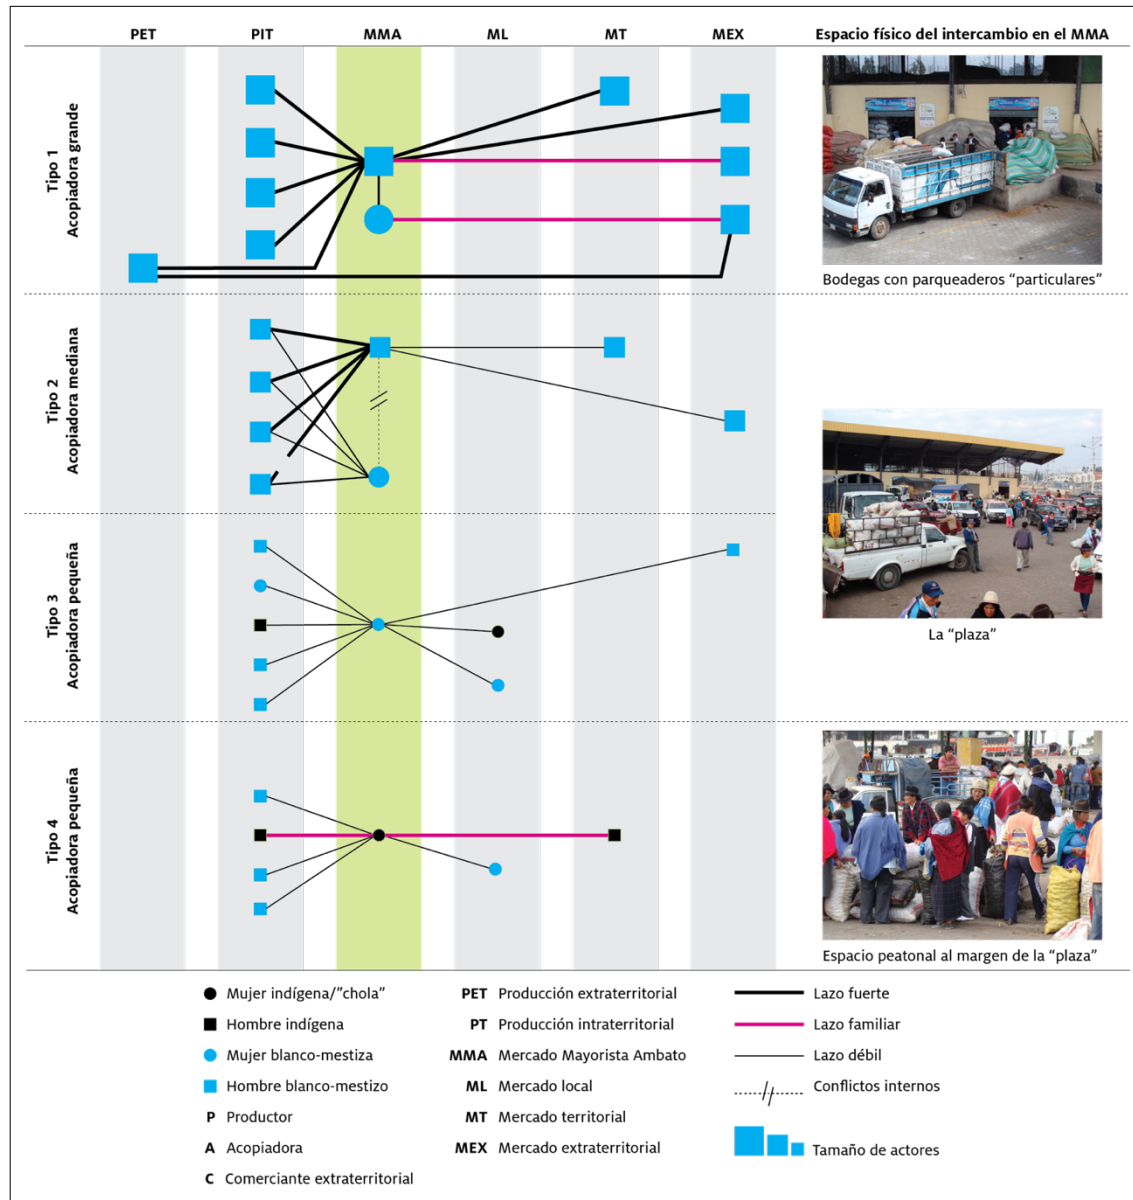 PET PIT MMA ML MT MEX Espacio físico del intercambio en el MMA
Tipo 1
Acopiadora grande
Bodegas con parqueaderos “particulares”
Tipo 2
Acopiadora mediana
La “plaza”
Tipo 3
Acopiadora pequeña
Tipo 4
Acopiadora pequeña
Espacio peatonal al margen de la “plaza”
Mujer indígena/”chola”
Hombre indígena
Mujer blanco-mestiza
Hombre blanco-mestizo
P Productor
A Acopiadora
C Comerciante extraterritorial
PET Producción extraterritorial
PT Producción intraterritorial
MMA Mercado Mayorista Ambato
ML Mercado local
MT Mercado territorial
MEX Mercado extraterritorial
Lazo fuerte
Lazo familiar
Lazo débil
Conflictos internos
Tamaño de actores